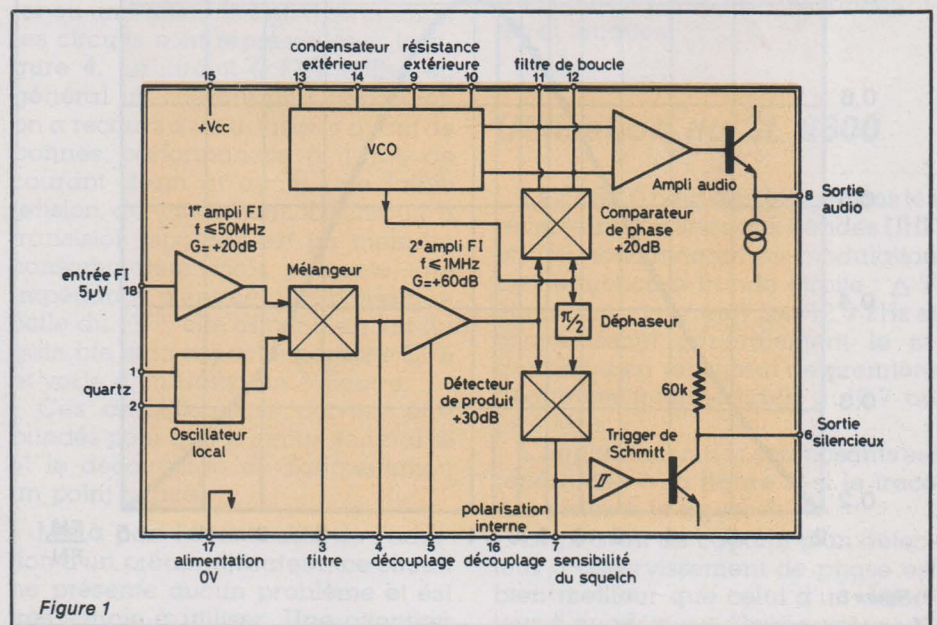 condensateur
extérieur
résistance
extérieure
filtre de boucle
15
13
14
9
10
11
12
+Vcc
VCO
Ampli audio
8
Sortie
audio
1er ampli FI
f ≤ 50MHz
G = +20dB
2e ampli FI
f ≤ 1MHz
G = +60dB
Comparateur
de phase
+20dB
entrée FI
5µV
18
Mélangeur
π/2
Déphaseur
1
quartz
2
Oscillateur
local
Détecteur
de produit
+30dB
60k
Trigger de
Schmitt
6
Sortie
silencieux
polarisation
interne
17
3
4
5
16
7
alimentation
0V
découplage
découplage
sensibilité
du squelch
Figure 1